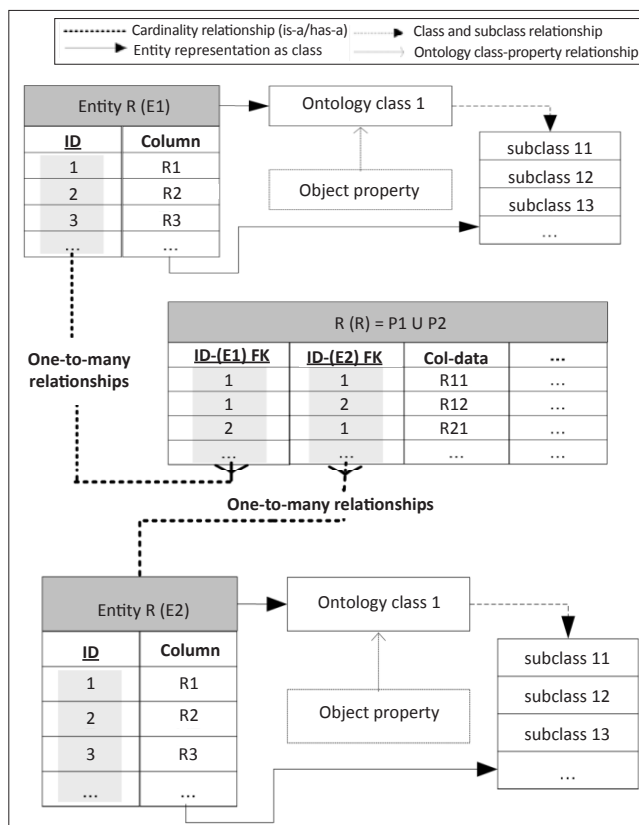 Cardinality relationship (is-a/has-a)
Class and subclass relationship
Entity representation as class
Ontology class-property relationship
Entity R (E1)
Ontology class 1
ID Column
1 R1
2 R2
3 R3
... ...
subclass 11
subclass 12
subclass 13
...
Object property
R (R) = P1 U P2
One-to-many
relationships
ID-(E1) FK ID-(E2) FK Col-data ...
1 1 R11 ...
1 2 R12 ...
2 1 R21 ...
... ... ... ...
One-to-many relationships
Entity R (E2)
Ontology class 1
ID Column
1 R1
2 R2
3 R3
... ...
subclass 11
subclass 12
subclass 13
...
Object property